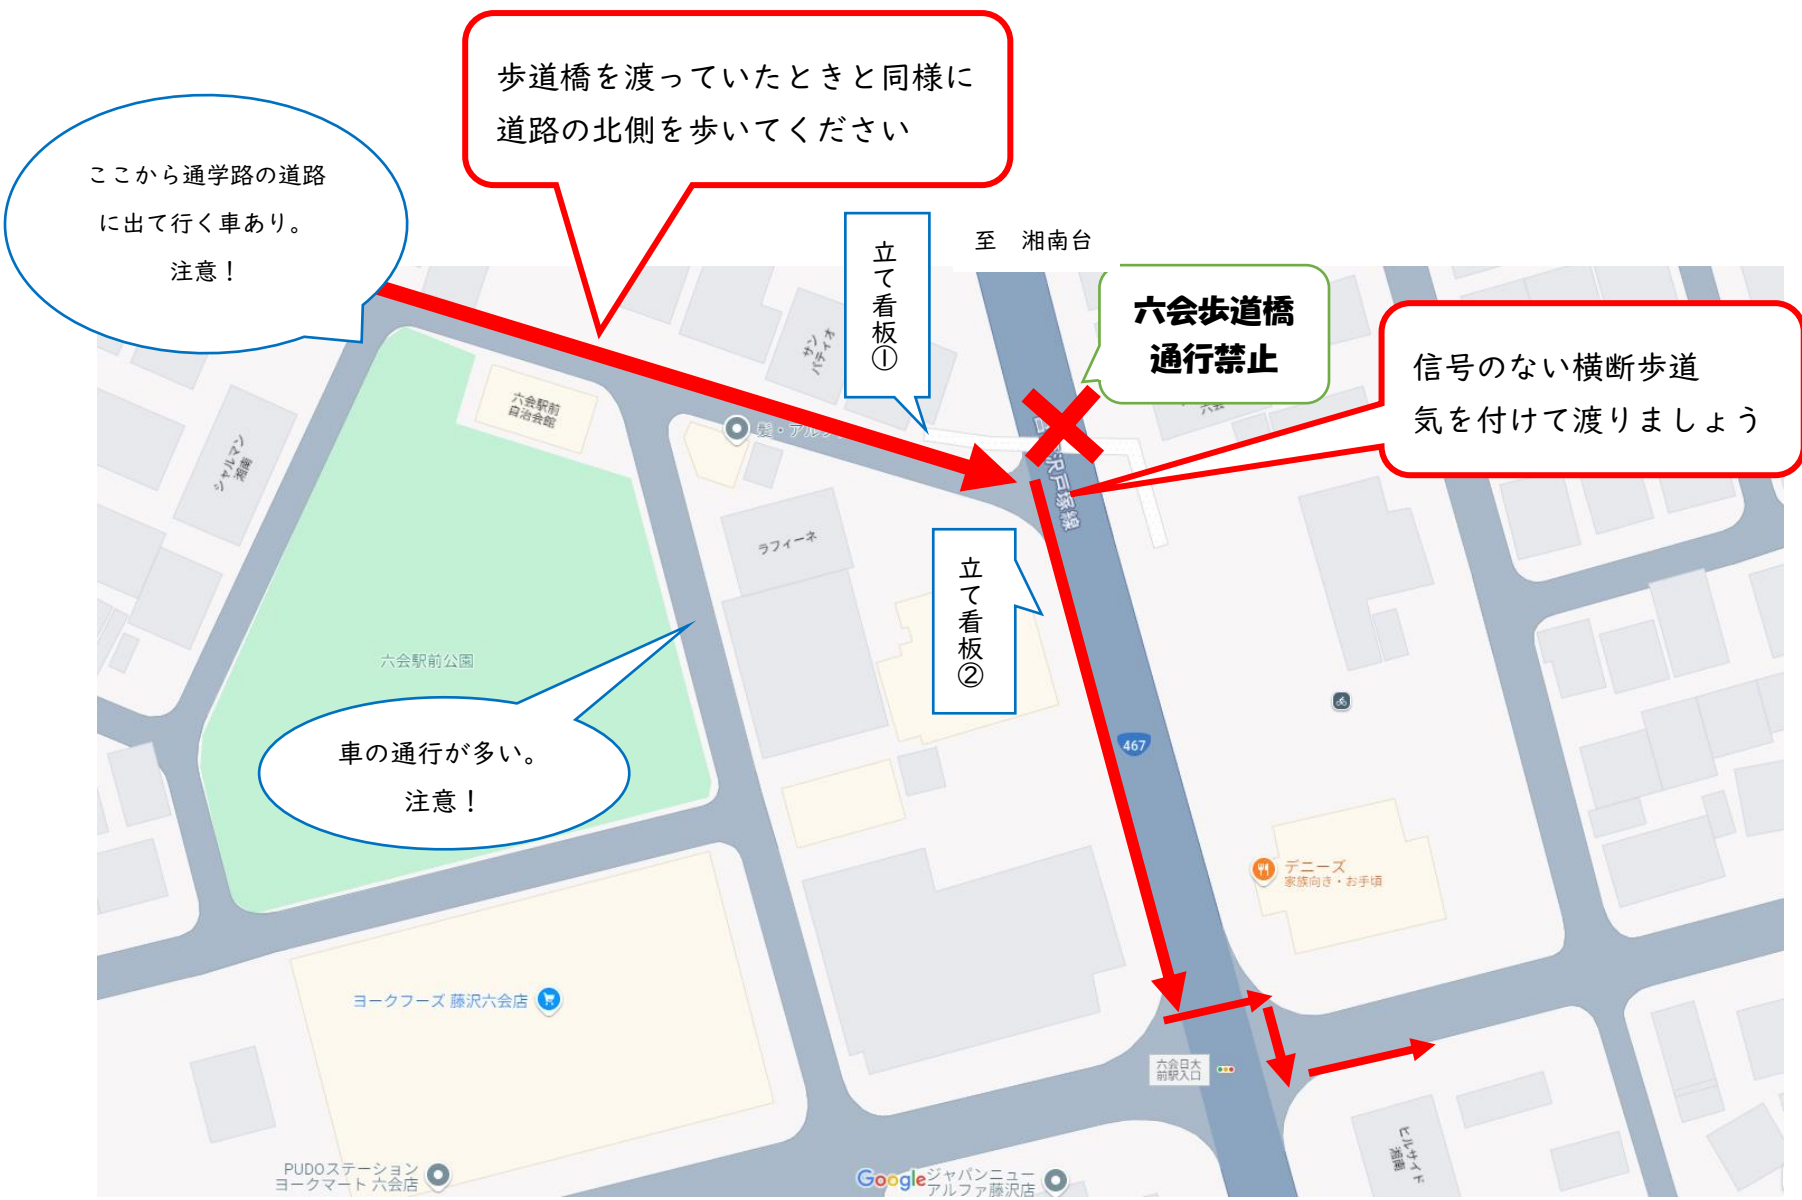 歩道橋を渡っていたときと同様に
道路の北側を歩いてください
ここから通学路の道路
に出て行く車あり。
注意！
立て看板①
至　湘南台
六会歩道橋
通行禁止
信号のない横断歩道
気を付けて渡りましょう
サン
パティオ
六会駅前
自治会館
シャルマン
湘南
髪・アル
六会
沢戸塚線
ラフィーネ
立て看板②
六会駅前公園
車の通行が多い。
注意！
467
デニーズ
家族向き・お手頃
ヨークフーズ 藤沢六会店
六会日大
前駅入口
ヒルサイド
湘南
PUDOステーション
ヨークマート 六会店
Google
ジャパンニュー
アルファ藤沢店